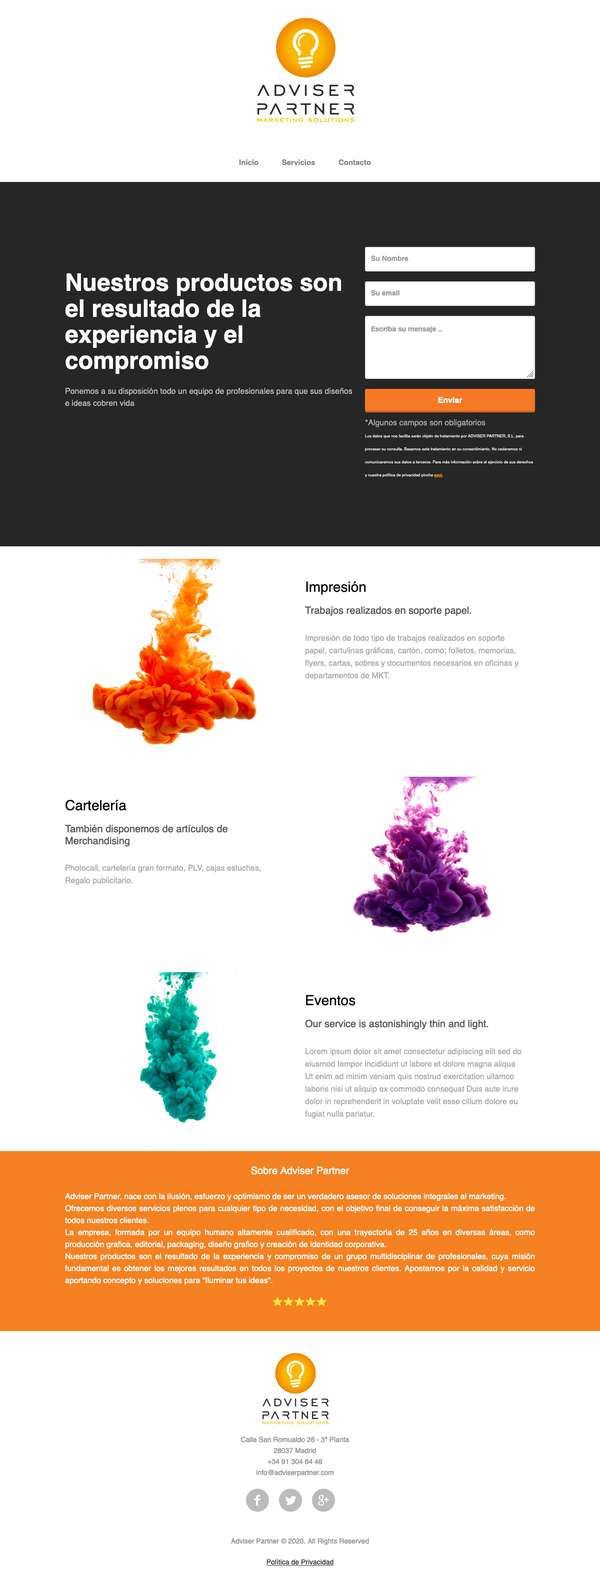 ADVISER
PARTNER
MARKETING SOLUTIONS
Inicio Servicios Contacto
Nuestros productos son
el resultado de la
experiencia y el
compromiso
Ponemos a su disposición todo un equipo de profesionales para que sus diseños
e ideas cobren vida
Su Nombre
Su email
Escriba su mensaje ..
Enviar
*Algunos campos son obligatorios
Los datos que nos facilita serán objeto de tratamiento por ADVISER PARTNER, S.L. para
procesar su consulta. Basamos este tratamiento en su consentimiento. No cederemos ni
comunicaremos sus datos a terceros. Para más información sobre el ejercicio de sus derechos
y nuestra política de privacidad pinche aquí.
Impresión
Trabajos realizados en soporte papel.
Impresión de todo tipo de trabajos realizados en soporte
papel, cartulinas gráficas, cartón, como; folletos, memorias,
flyers, cartas, sobres y documentos necesarios en oficinas y
departamentos de MKT.
Cartelería
También disponemos de artículos de
Merchandising
Photocall, cartelería gran formato, PLV, cajas estuches,
Regalo publicitario.
Eventos
Our service is astonishingly thin and light.
Lorem ipsum dolor sit amet consectetur adipiscing elit sed do
eiusmod tempor incididunt ut labore et dolore magna aliqua
Ut enim ad minim veniam quis nostrud exercitation ullamco
laboris nisi ut aliquip ex commodo consequat Duis aute irure
dolor in reprehenderit in voluptate velit esse cillum dolore eu
fugiat nulla pariatur.
Sobre Adviser Partner
Adviser Partner, nace con la ilusión, esfuerzo y optimismo de ser un verdadero asesor de soluciones integrales al marketing.
Ofrecemos diversos servicios plenos para cualquier tipo de necesidad, con el objetivo final de conseguir la máxima satisfacción de
todos nuestros clientes.
La empresa, formada por un equipo humano altamente cualificado, con una trayectoria de 25 años en diversas áreas, como
producción grafica, editorial, packaging, diseño grafico y creación de identidad corporativa.
Nuestros productos son el resultado de la experiencia y compromiso de un grupo multidisciplinar de profesionales, cuya misión
fundamental es obtener los mejores resultados en todos los proyectos de nuestros clientes. Apostamos por la calidad y servicio
aportando concepto y soluciones para "Iluminar tus ideas".
ADVISER
PARTNER
MARKETING SOLUTIONS
Calle San Romualdo 26 - 3ª Planta
28037 Madrid
+34 91 304 64 46
info@adviserpartner.com
Adviser Partner © 2020. All Rights Reserved
Política de Privacidad